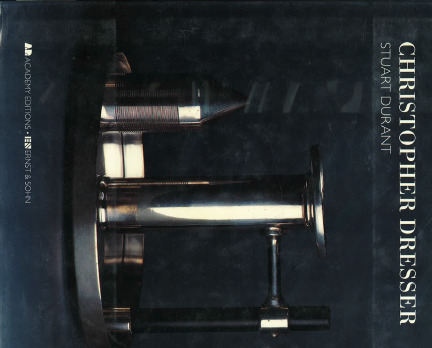 CHRISTOPHER DRESSER
STUART DURANT
ACADEMY EDITIONS • ERNST & SOHN